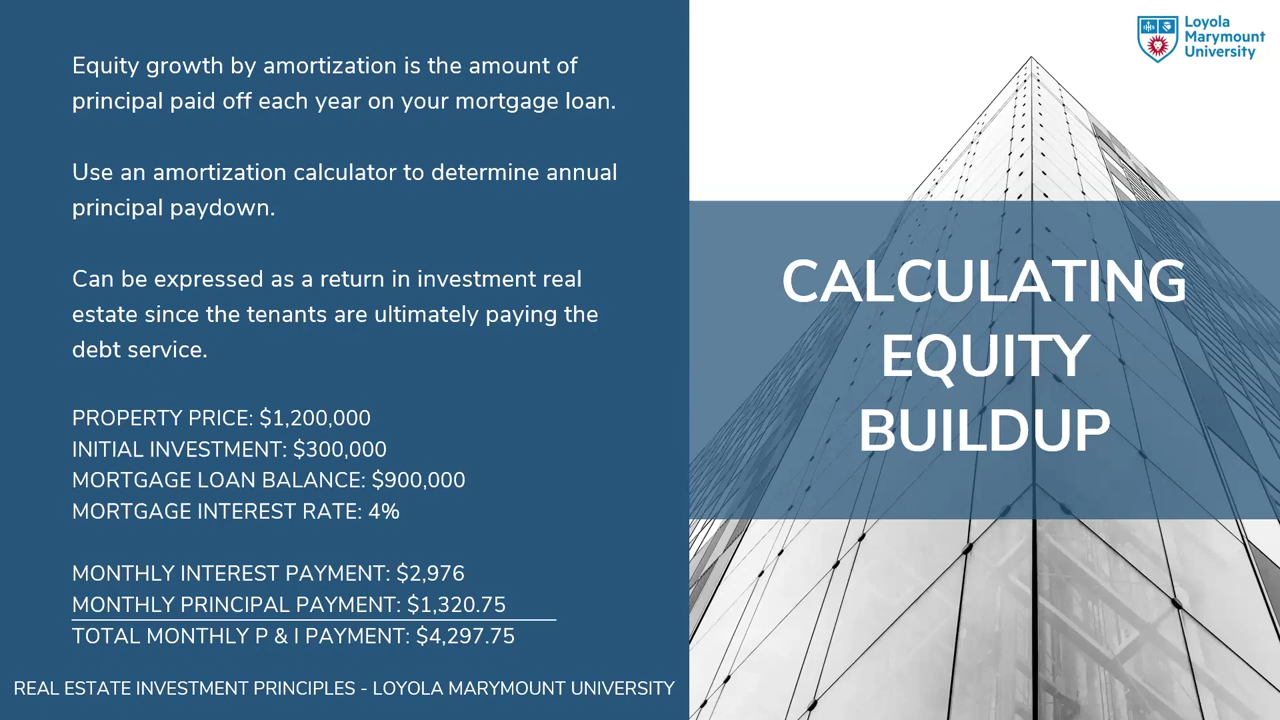 Equity growth by amortization is the amount of
principal paid off each year on your mortgage loan.
Use an amortization calculator to determine annual
principal paydown.
Can be expressed as a return in investment real
estate since the tenants are ultimately paying the
debt service.
PROPERTY PRICE: $1,200,000
INITIAL INVESTMENT: $300,000
MORTGAGE LOAN BALANCE: $900,000
MORTGAGE INTEREST RATE: 4%
MONTHLY INTEREST PAYMENT: $2,976
MONTHLY PRINCIPAL PAYMENT: $1,320.75
TOTAL MONTHLY P & I PAYMENT: $4,297.75
REAL ESTATE INVESTMENT PRINCIPLES - LOYOLA MARYMOUNT UNIVERSITY
Loyola
Marymount
University
CALCULATING
EQUITY
BUILDUP